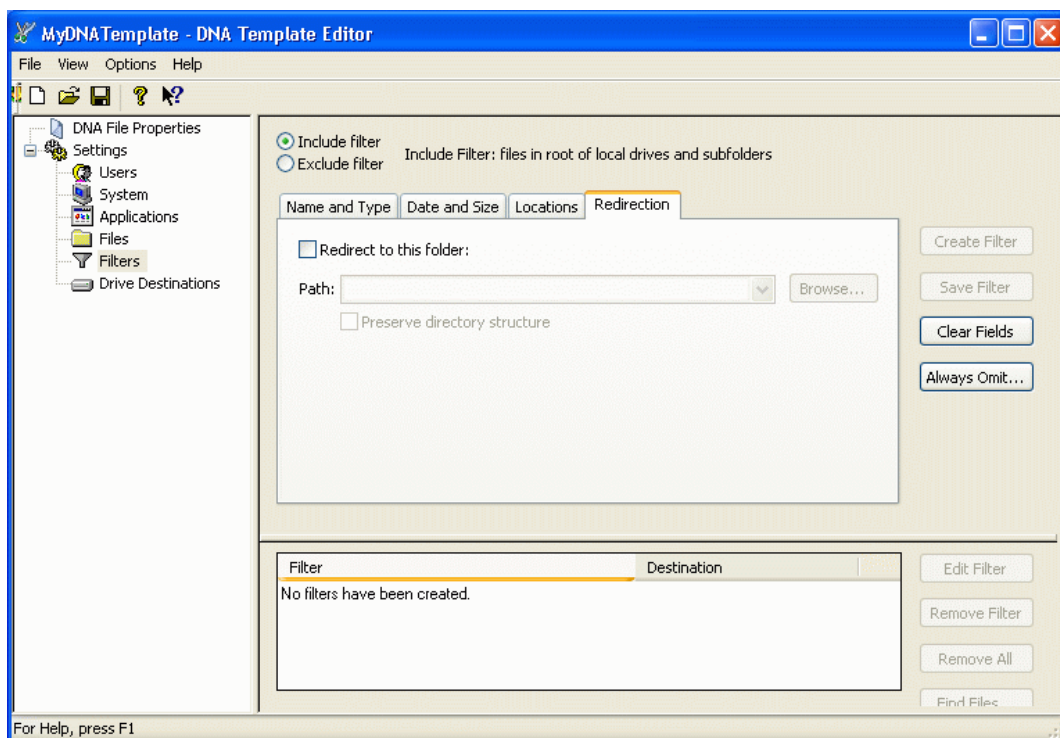 MyDNATemplate - DNA Template Editor
File View Options Help
DNA File Properties
Settings
Users
System
Applications
Files
Filters
Drive Destinations
Include filter
Exclude filter
Include Filter: files in root of local drives and subfolders
Name and Type Date and Size Locations Redirection
Redirect to this folder:
Path: Browse...
Preserve directory structure
Create Filter
Save Filter
Clear Fields
Always Omit...
Filter Destination
No filters have been created.
Edit Filter
Remove Filter
Remove All
Find Files
For Help, press F1